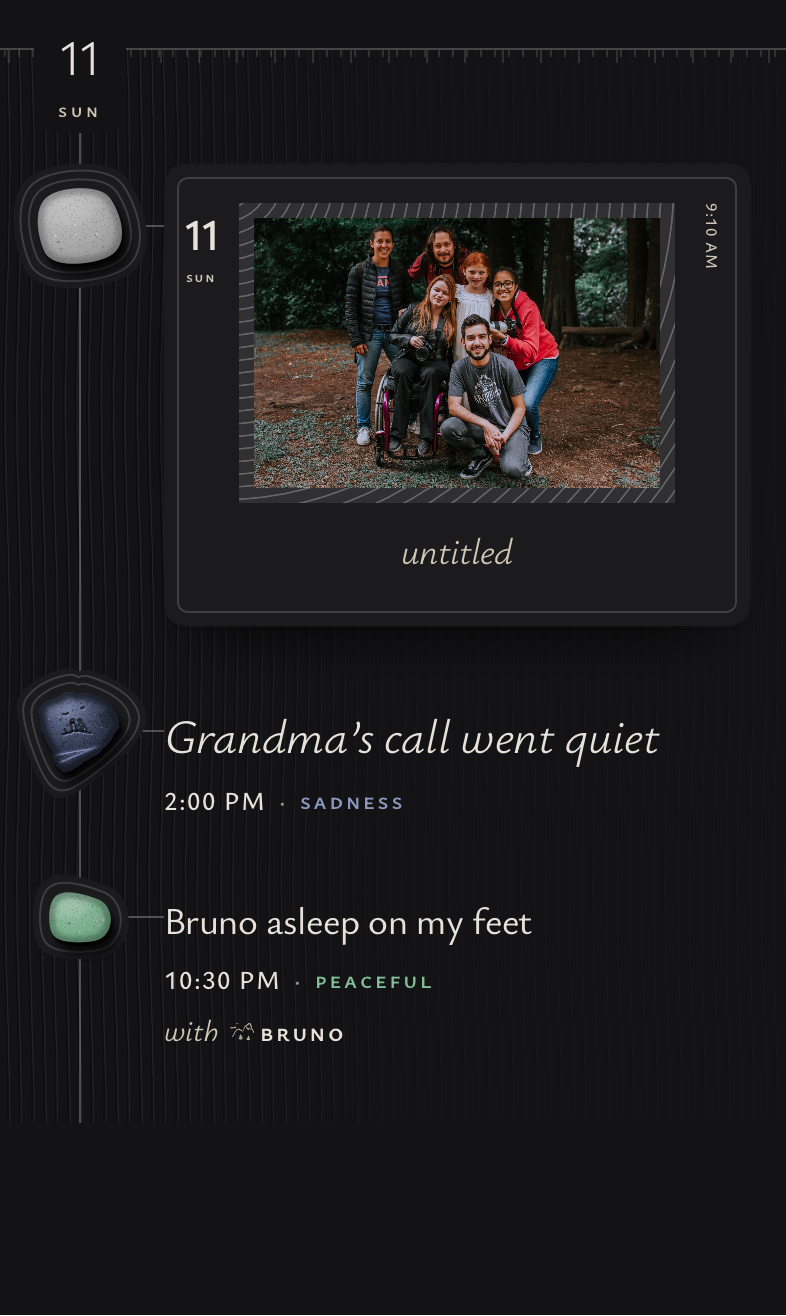 11
SUN
11
SUN
9:10 AM
untitled
Grandma’s call went quiet
2:00 PM · SADNESS
Bruno asleep on my feet
10:30 PM · PEACEFUL
with BRUNO